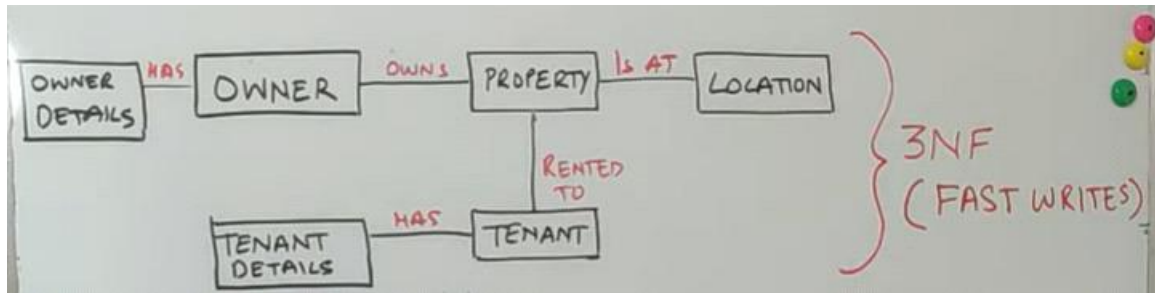 OWNER
DETAILS
HAS
OWNER
OWNS
PROPERTY
IS AT
LOCATION
RENTED
TO
TENANT
DETAILS
HAS
TENANT
3NF
(FAST WRITES)